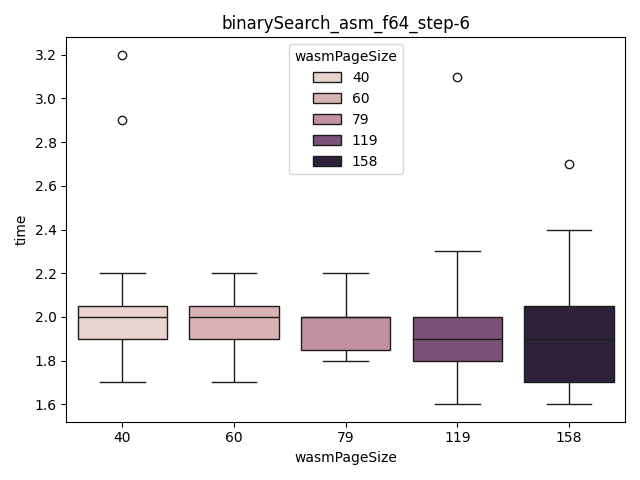 binarySearch_asm_f64_step-6
wasmPageSize
40
60
79
119
158
time
3.2
3.0
2.8
2.6
2.4
2.2
2.0
1.8
1.6
40 60 79 119 158
wasmPageSize